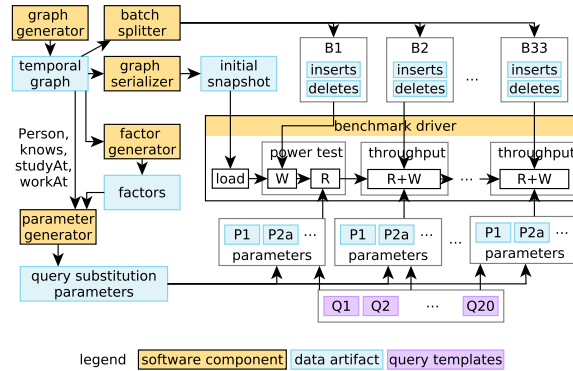 graph
generator
batch
splitter
B1
B2
B33
temporal
graph
graph
serializer
initial
snapshot
inserts
deletes
inserts
deletes
...
inserts
deletes
Person,
knows,
studyAt,
workAt
factor
generator
benchmark driver
power test
throughput
throughput
load
W
R
R+W
...
R+W
factors
parameter
generator
P1
P2a
...
parameters
P1
P2a
...
parameters
...
P1
P2a
...
parameters
query substitution
parameters
Q1
Q2
...
Q20
legend
software component
data artifact
query templates